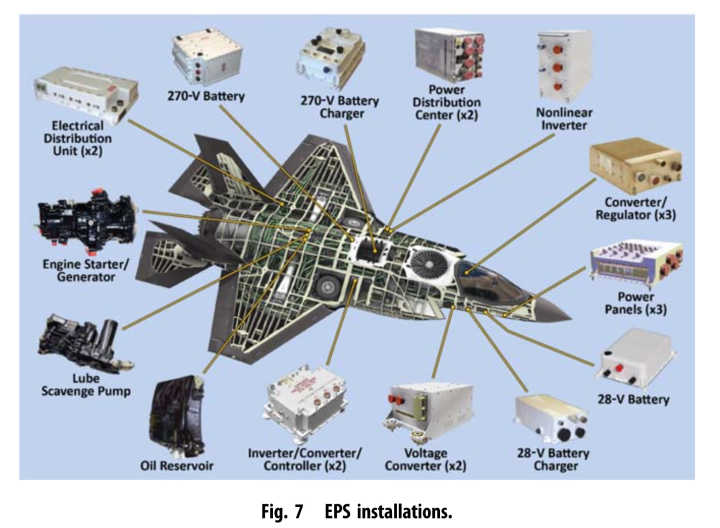 270-V Battery
270-V Battery
Charger
Power
Distribution
Center (x2)
Nonlinear
Inverter
Electrical
Distribution
Unit (x2)
Converter/
Regulator (x3)
Engine Starter/
Generator
Power
Panels (x3)
Lube
Scavenge Pump
28-V Battery
Oil Reservoir
Inverter/Converter/
Controller (x2)
Voltage
Converter (x2)
28-V Battery
Charger
Fig. 7 EPS installations.